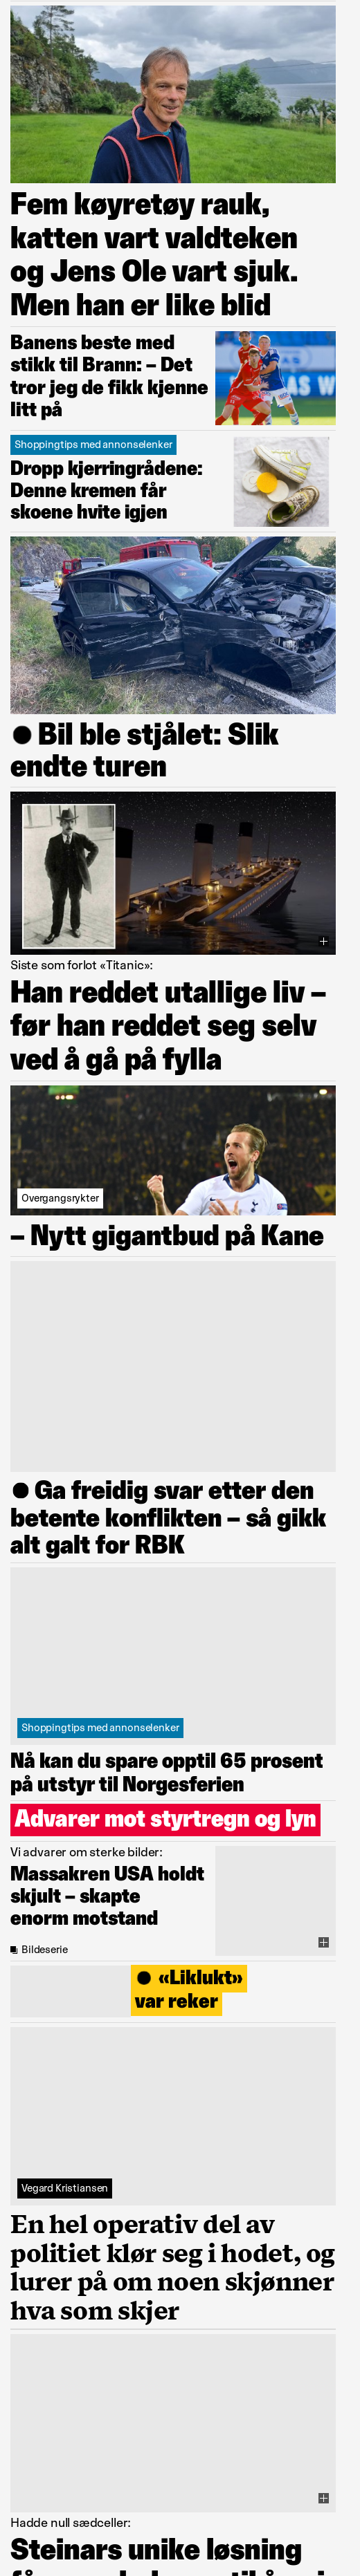 Fem køyretøy rauk,
katten vart valdteken
og Jens Ole vart sjuk.
Men han er like blid
Banens beste med
stikk til Brann: – Det
tror jeg de fikk kjenne
litt på
Shoppingtips med annonselenker
Dropp kjerringrådene:
Denne kremen får
skoene hvite igjen
● Bil ble stjålet: Slik
endte turen
Siste som forlot «Titanic»:
Han reddet utallige liv –
før han reddet seg selv
ved å gå på fylla
Overgangsrykter
– Nytt gigantbud på Kane
● Ga freidig svar etter den
betente konflikten – så gikk
alt galt for RBK
Shoppingtips med annonselenker
Nå kan du spare opptil 65 prosent
på utstyr til Norgesferien
Advarer mot styrtregn og lyn
Vi advarer om sterke bilder:
Massakren USA holdt
skjult – skapte
enorm motstand
Bildeserie
● «Liklukt»
var reker
Vegard Kristiansen
En hel operativ del av
politiet klør seg i hodet, og
lurer på om noen skjønner
hva som skjer
Hadde null sædceller:
Steinars unike løsning